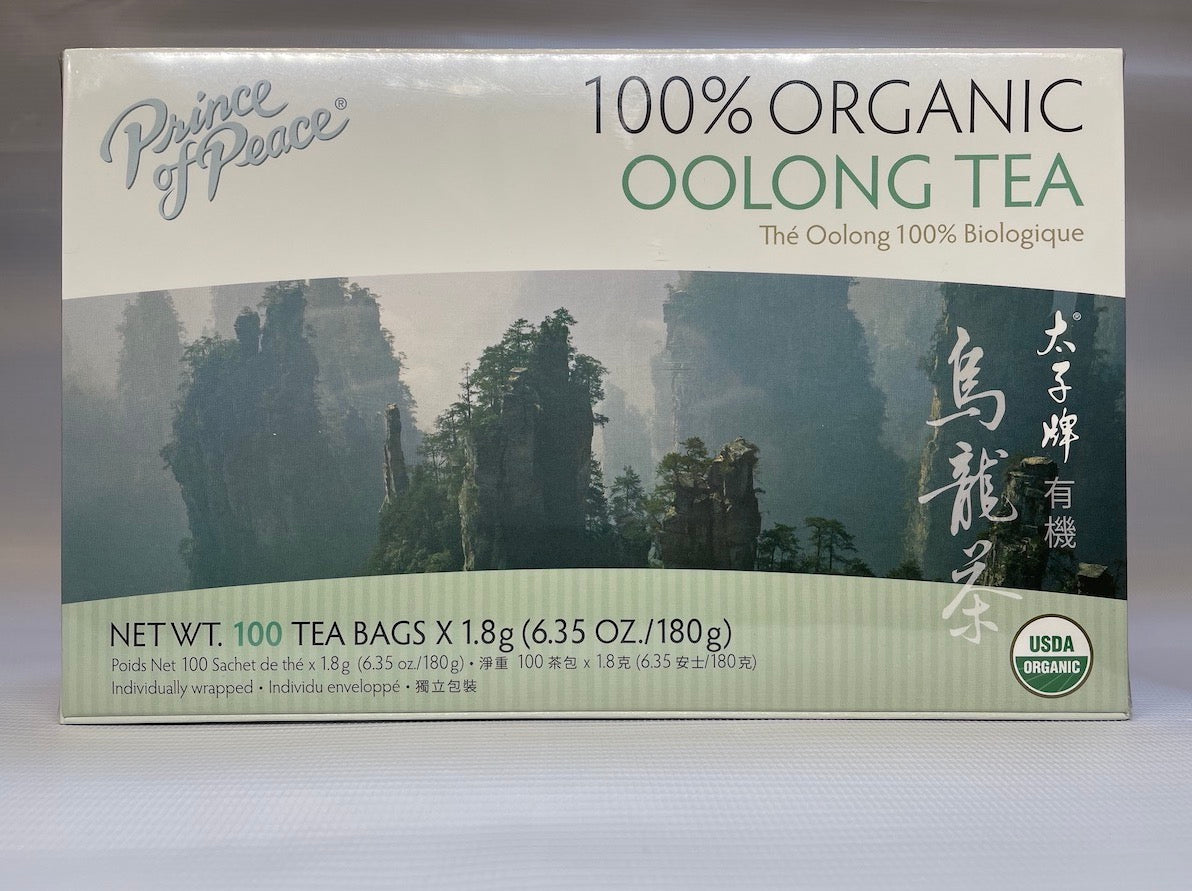 Prince
of Peace®
100% ORGANIC
OOLONG TEA
Thé Oolong 100% Biologique
太子牌® 有機
烏龍茶
NET WT. 100 TEA BAGS X 1.8g (6.35 OZ./180g)
Poids Net 100 Sachet de thé x 1.8g (6.35 oz./180g) • 淨重 100 茶包 x 1.8克 (6.35 安士/180克)
Individually wrapped • Individu enveloppé • 獨立包裝
USDA
ORGANIC